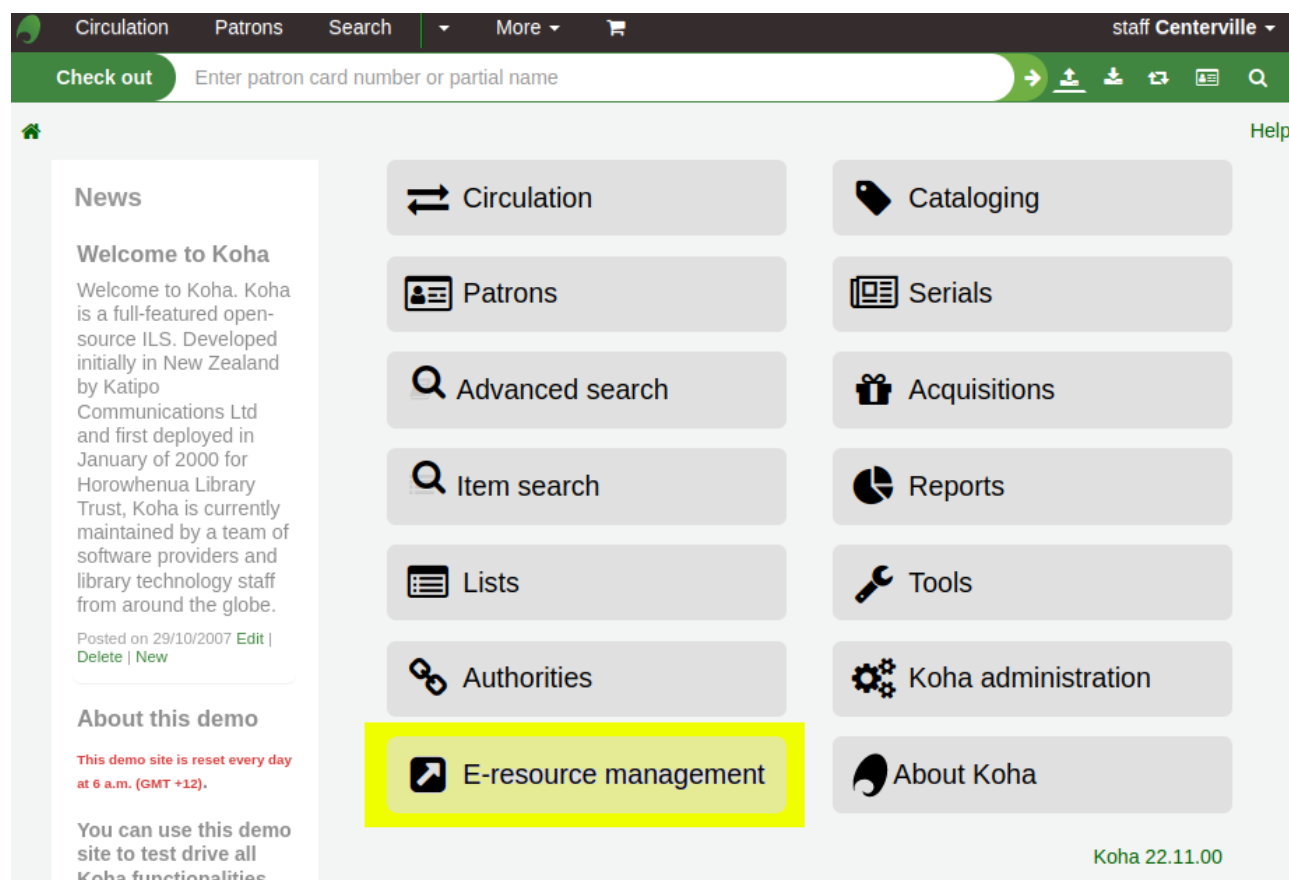 Circulation Patrons Search More staff Centerville
Check out Enter patron card number or partial name
Help
News
Welcome to Koha
Welcome to Koha. Koha
is a full-featured open-
source ILS. Developed
initially in New Zealand
by Katipo
Communications Ltd
and first deployed in
January of 2000 for
Horowhenua Library
Trust, Koha is currently
maintained by a team of
software providers and
library technology staff
from around the globe.
Posted on 29/10/2007 Edit |
Delete | New
About this demo
This demo site is reset every day
at 6 a.m. (GMT +12).
You can use this demo
site to test drive all
Koha functionalities
Circulation
Cataloging
Patrons
Serials
Advanced search
Acquisitions
Item search
Reports
Lists
Tools
Authorities
Koha administration
E-resource management
About Koha
Koha 22.11.00